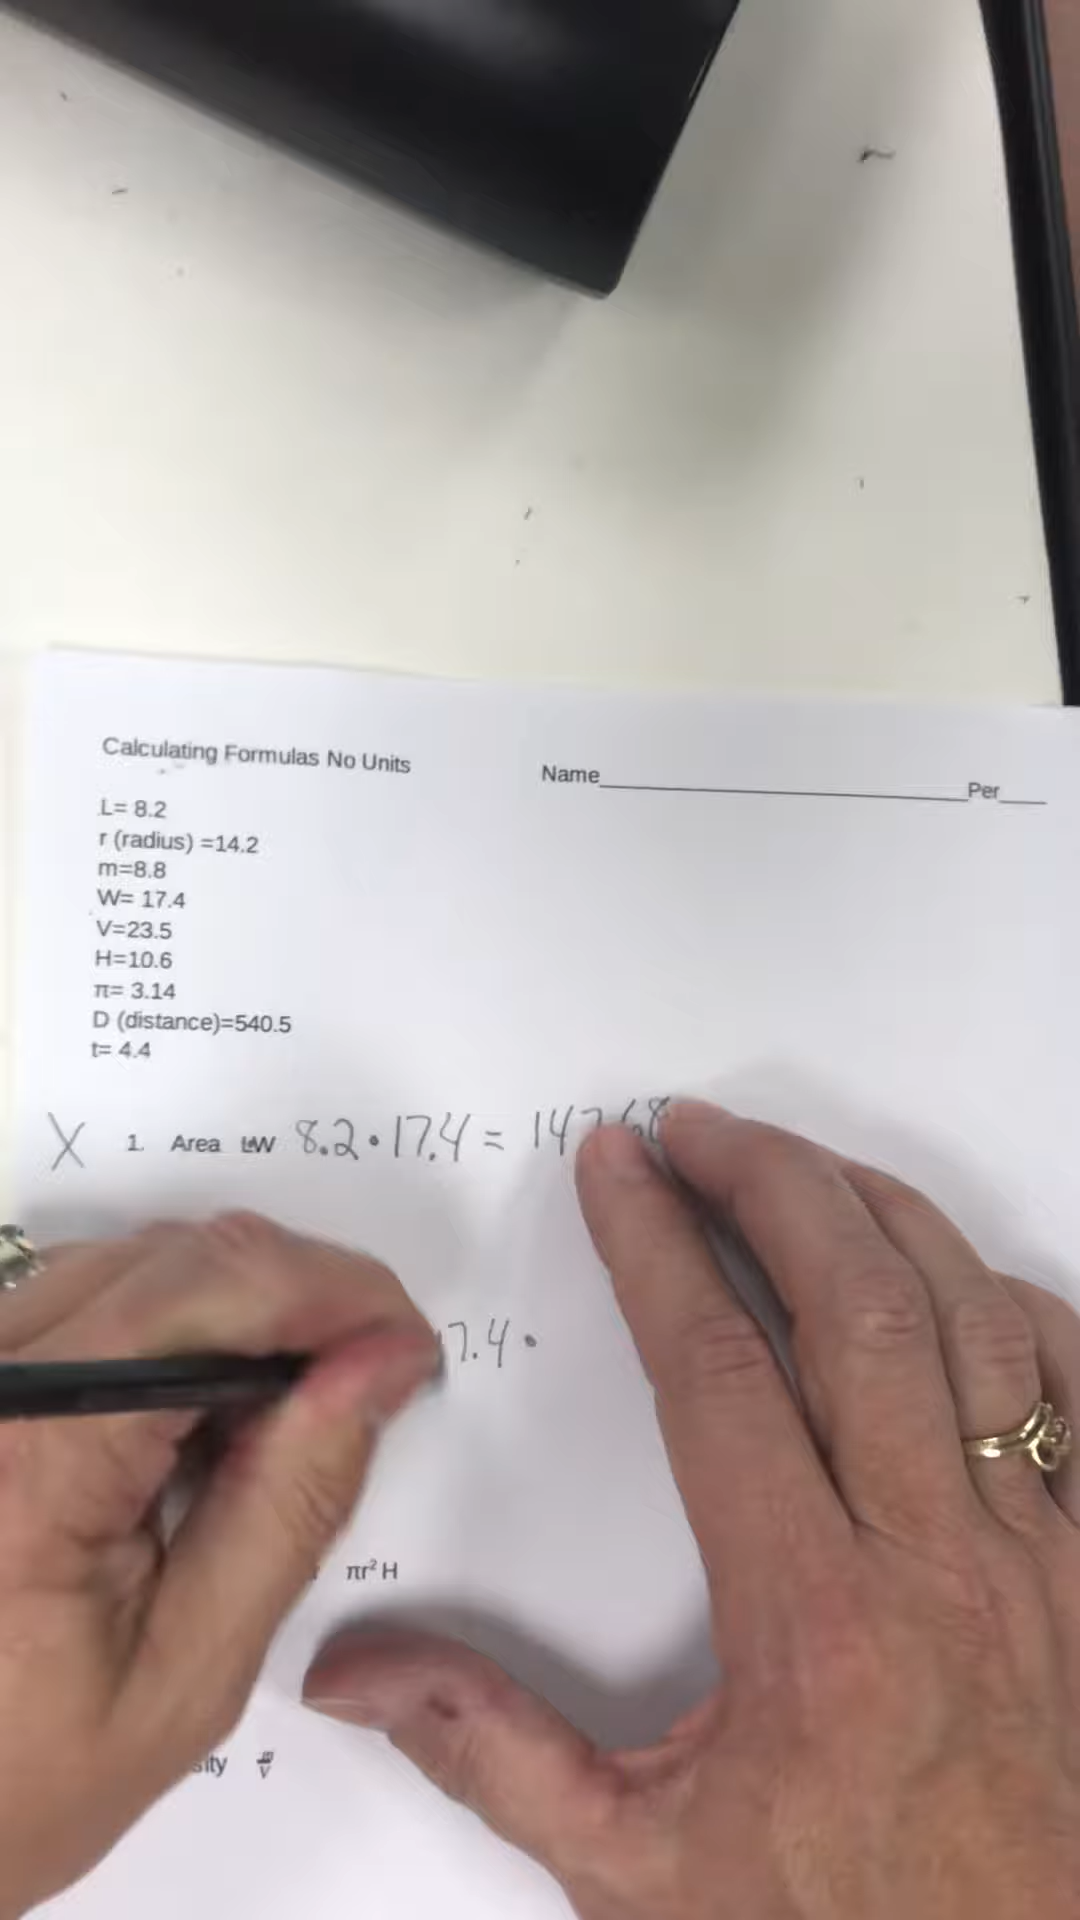 Calculating Formulas No Units
Name Per
L= 8.2
r (radius) =14.2
m=8.8
W= 17.4
V=23.5
H=10.6
π= 3.14
D (distance)=540.5
t= 4.4
X 1. Area LW 8.2 • 17.4 =
7.4 •
πr² H
sity m/V